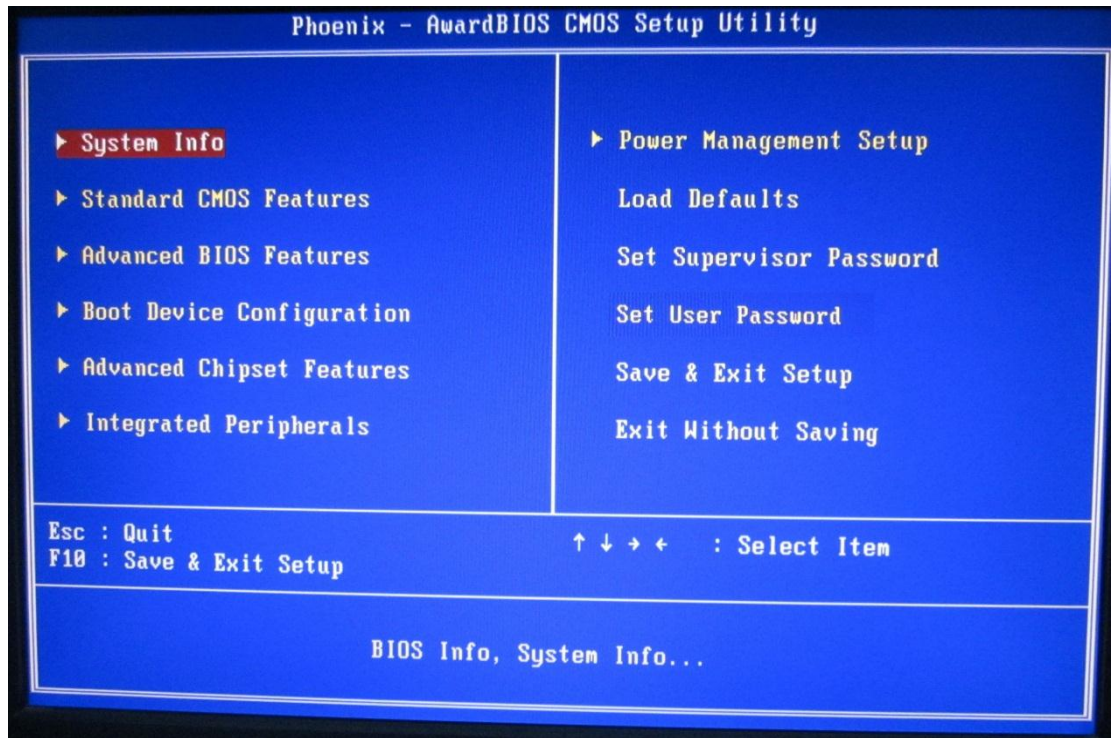 Phoenix - AwardBIOS CMOS Setup Utility
System Info
Standard CMOS Features
Advanced BIOS Features
Boot Device Configuration
Advanced Chipset Features
Integrated Peripherals
Power Management Setup
Load Defaults
Set Supervisor Password
Set User Password
Save & Exit Setup
Exit Without Saving
Esc : Quit
F10 : Save & Exit Setup
↑ ↓ → ← : Select Item
BIOS Info, System Info...